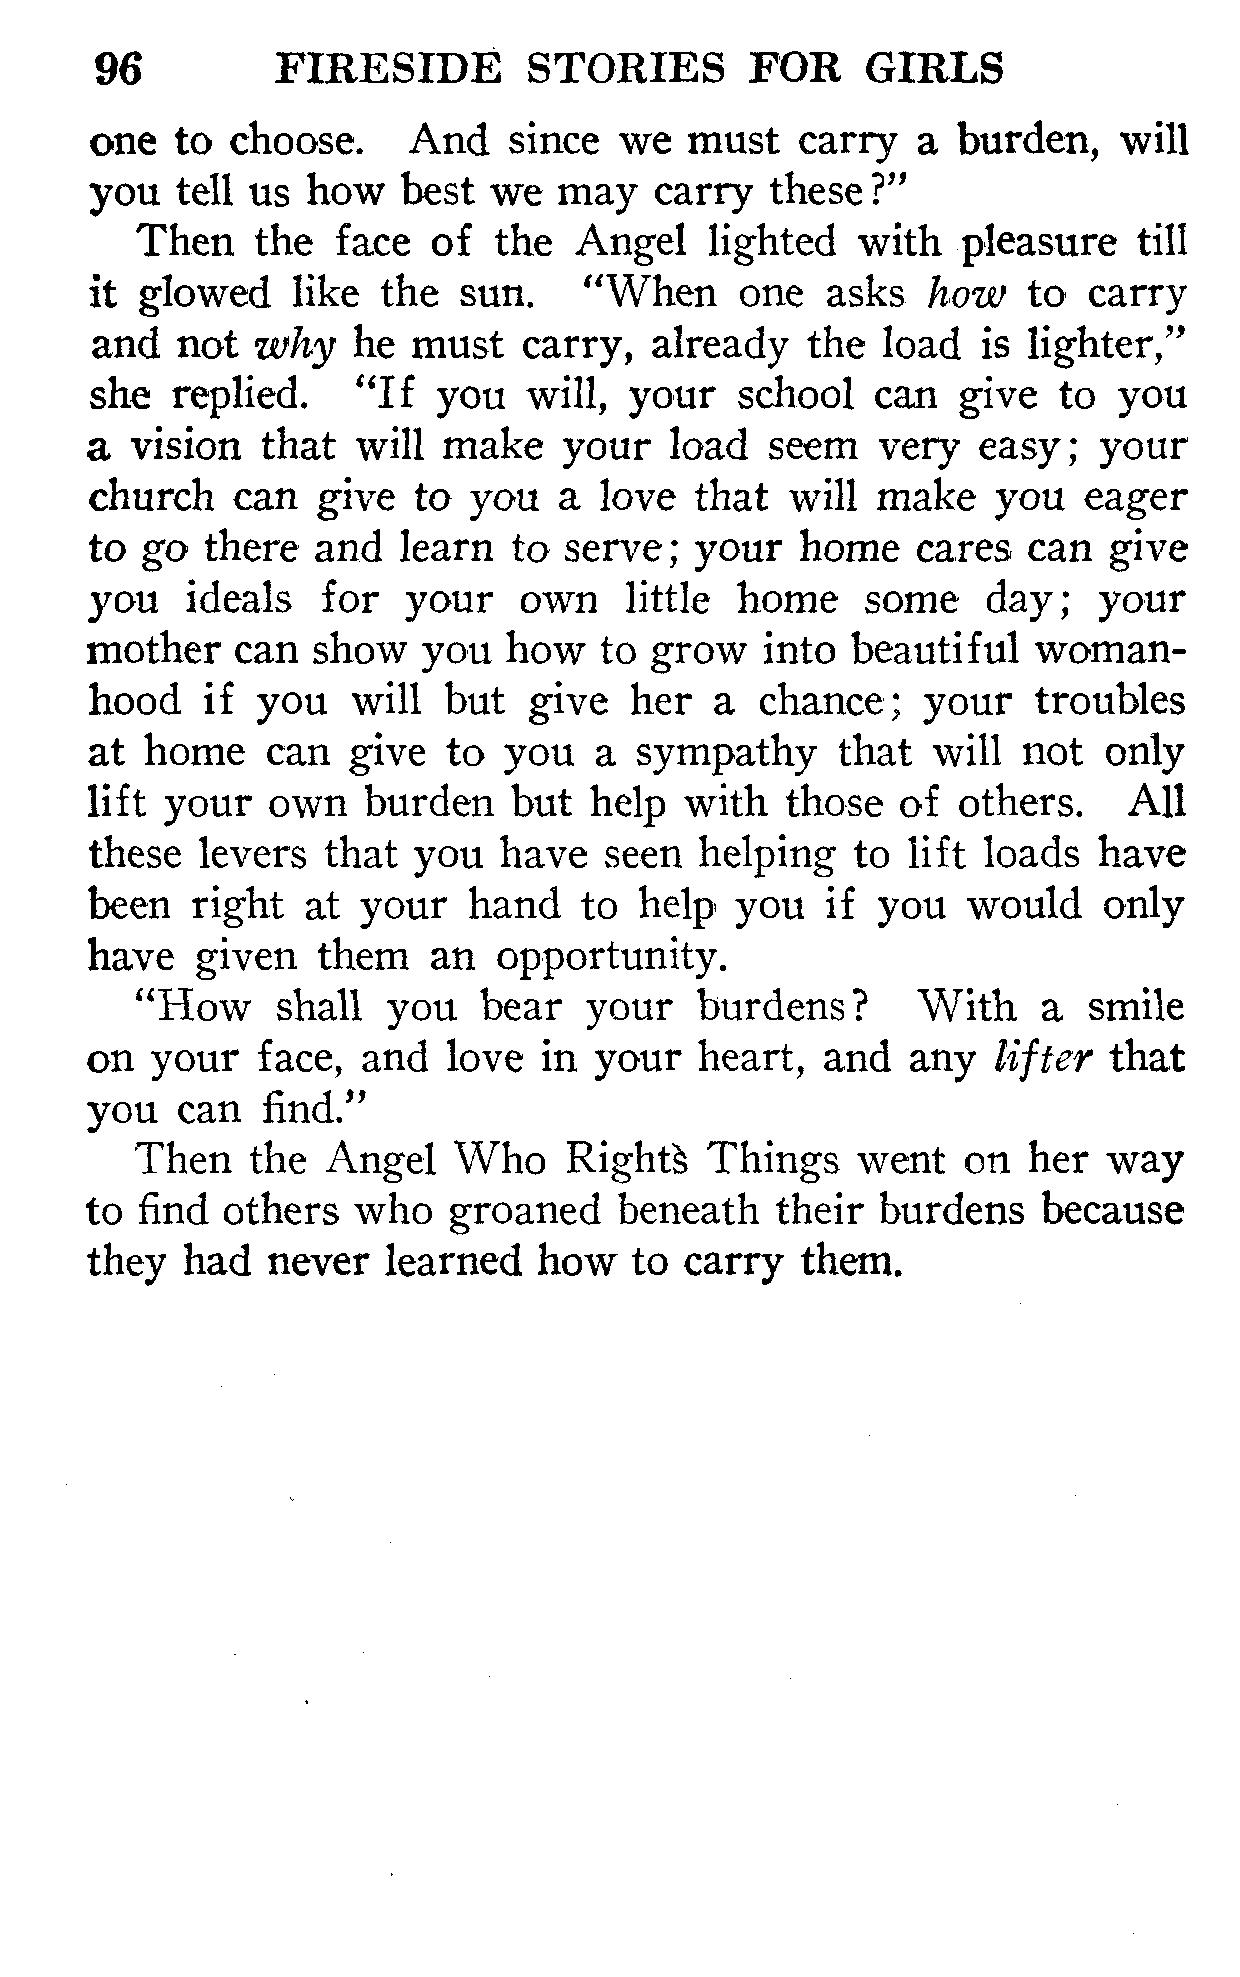 96 FIRESIDE STORIES FOR GIRLS
one to choose. And since we must carry a burden, will
you tell us how best we may carry these?"
Then the face of the Angel lighted with pleasure till
it glowed like the sun. "When one asks how to carry
and not why he must carry, already the load is lighter,"
she replied. "If you will, your school can give to you
a vision that will make your load seem very easy; your
church can give to you a love that will make you eager
to go there and learn to serve; your home cares can give
you ideals for your own little home some day; your
mother can show you how to grow into beautiful woman-
hood if you will but give her a chance; your troubles
at home can give to you a sympathy that will not only
lift your own burden but help with those of others. All
these levers that you have seen helping to lift loads have
been right at your hand to help you if you would only
have given them an opportunity.
"How shall you bear your burdens? With a smile
on your face, and love in your heart, and any lifter that
you can find."
Then the Angel Who Rights Things went on her way
to find others who groaned beneath their burdens because
they had never learned how to carry them.